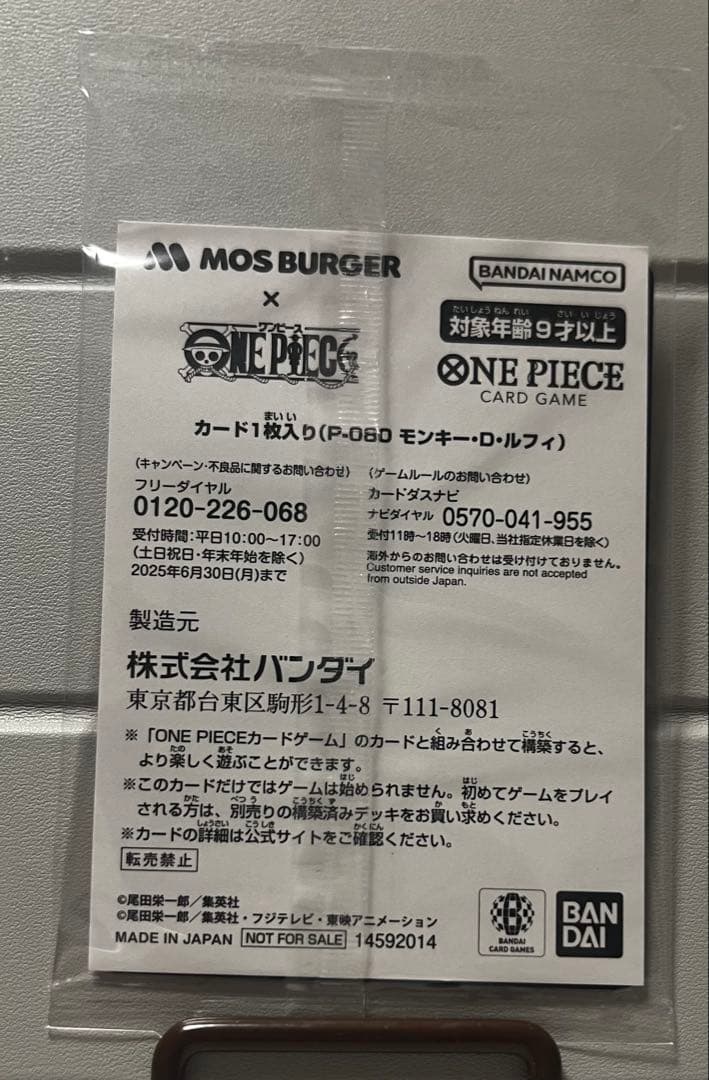 MOS BURGER
×
ワンピース
ONE PIECE
BANDAI NAMCO
たいしょうねんれい さいいじょう
対象年齢9才以上
ONE PIECE
CARD GAME
まいい
カード1枚入り(P-080 モンキー・D・ルフィ)
(キャンペーン・不良品に関するお問い合わせ)
フリーダイヤル
0120-226-068
受付時間:平日10:00〜17:00
(土日祝日・年末年始を除く)
2025年6月30日(月)まで
(ゲームルールのお問い合わせ)
カードダスナビ
ナビダイヤル 0570-041-955
受付11時〜18時(火曜日、当社指定休業日を除く)
海外からのお問い合わせは受け付けておりません。
Customer service inquiries are not accepted
from outside Japan.
製造元
株式会社バンダイ
東京都台東区駒形1-4-8 〒111-8081
く あ こうちく
※「ONE PIECEカードゲーム」のカードと組み合わせて構築すると、
たの あそ
より楽しく遊ぶことができます。
はじ はじ
※このカードだけではゲームは始められません。初めてゲームをプレイ
かた べつう こうちくず か もと
される方は、別売りの構築済みデッキをお買い求めください。
しょうさい こうしき かくにん
※カードの詳細は公式サイトをご確認ください。
転売禁止
©尾田栄一郎/集英社
©尾田栄一郎/集英社・フジテレビ・東映アニメーション
MADE IN JAPAN NOT FOR SALE 14592014
BANDAI
CARD GAMES
BAN
DAI